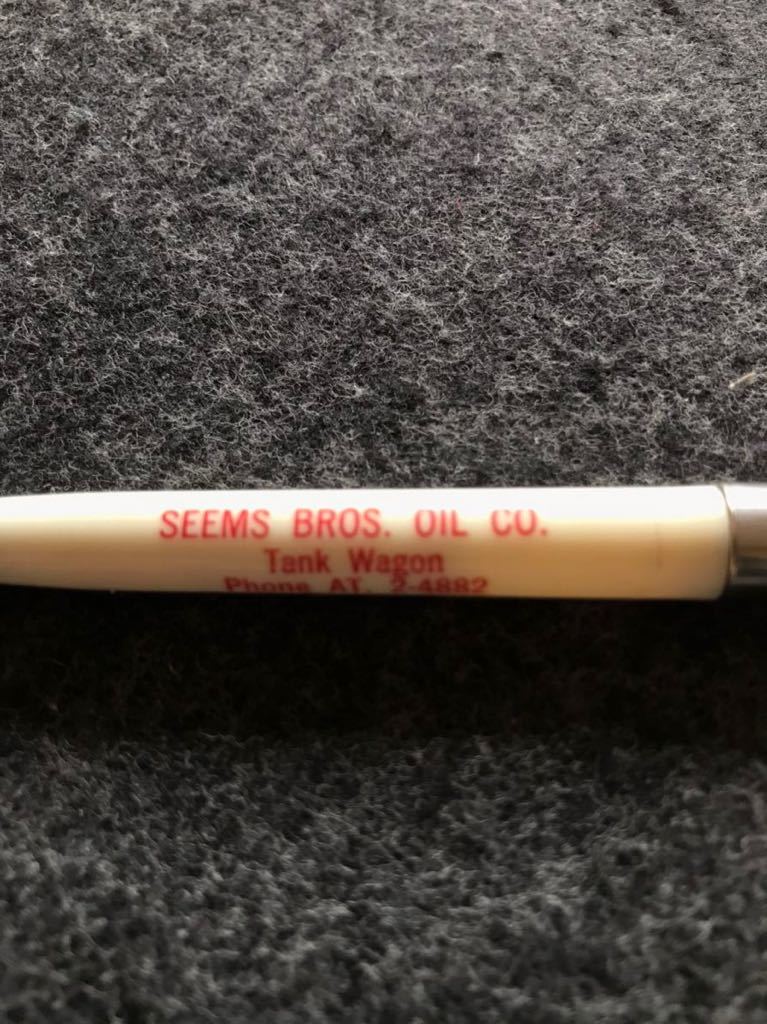 SEEMS BROS. OIL CO.
Tank Wagon
Phone AT. 2-4882